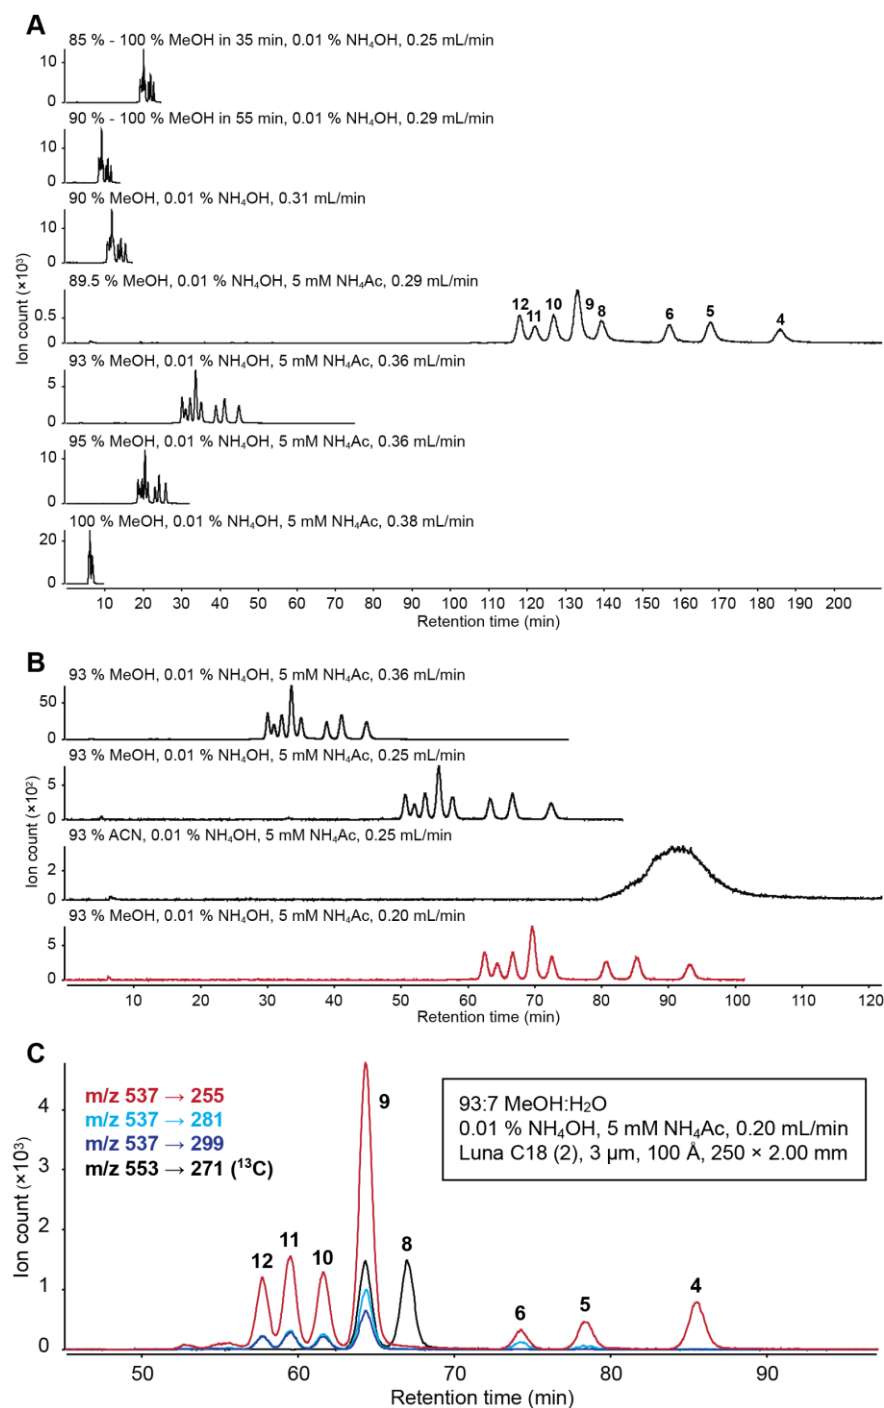 A
85 % - 100 % MeOH in 35 min, 0.01 % NH₄OH, 0.25 mL/min
10
0
90 % - 100 % MeOH in 55 min, 0.01 % NH₄OH, 0.29 mL/min
10
0
90 % MeOH, 0.01 % NH₄OH, 0.31 mL/min
10
0
Ion count (×10³)
89.5 % MeOH, 0.01 % NH₄OH, 5 mM NH₄Ac, 0.29 mL/min
0.5
0
12 11 10 9 8 6 5 4
93 % MeOH, 0.01 % NH₄OH, 5 mM NH₄Ac, 0.36 mL/min
5
0
95 % MeOH, 0.01 % NH₄OH, 5 mM NH₄Ac, 0.36 mL/min
10
0
100 % MeOH, 0.01 % NH₄OH, 5 mM NH₄Ac, 0.38 mL/min
20
0
10 20 30 40 50 60 70 80 90 100 110 120 130 140 150 160 170 180 190 200
Retention time (min)
B
93 % MeOH, 0.01 % NH₄OH, 5 mM NH₄Ac, 0.36 mL/min
50
0
93 % MeOH, 0.01 % NH₄OH, 5 mM NH₄Ac, 0.25 mL/min
5
0
Ion count (×10²)
93 % ACN, 0.01 % NH₄OH, 5 mM NH₄Ac, 0.25 mL/min
2
0
93 % MeOH, 0.01 % NH₄OH, 5 mM NH₄Ac, 0.20 mL/min
5
0
10 20 30 40 50 60 70 80 90 100 110 120
Retention time (min)
C
m/z 537 → 255
m/z 537 → 281
m/z 537 → 299
m/z 553 → 271 (¹³C)
93:7 MeOH:H₂O
0.01 % NH₄OH, 5 mM NH₄Ac, 0.20 mL/min
Luna C18 (2), 3 µm, 100 Å, 250 × 2.00 mm
Ion count (×10³)
4
3
2
1
0
12 11 10 9 8 6 5 4
50 60 70 80 90
Retention time (min)